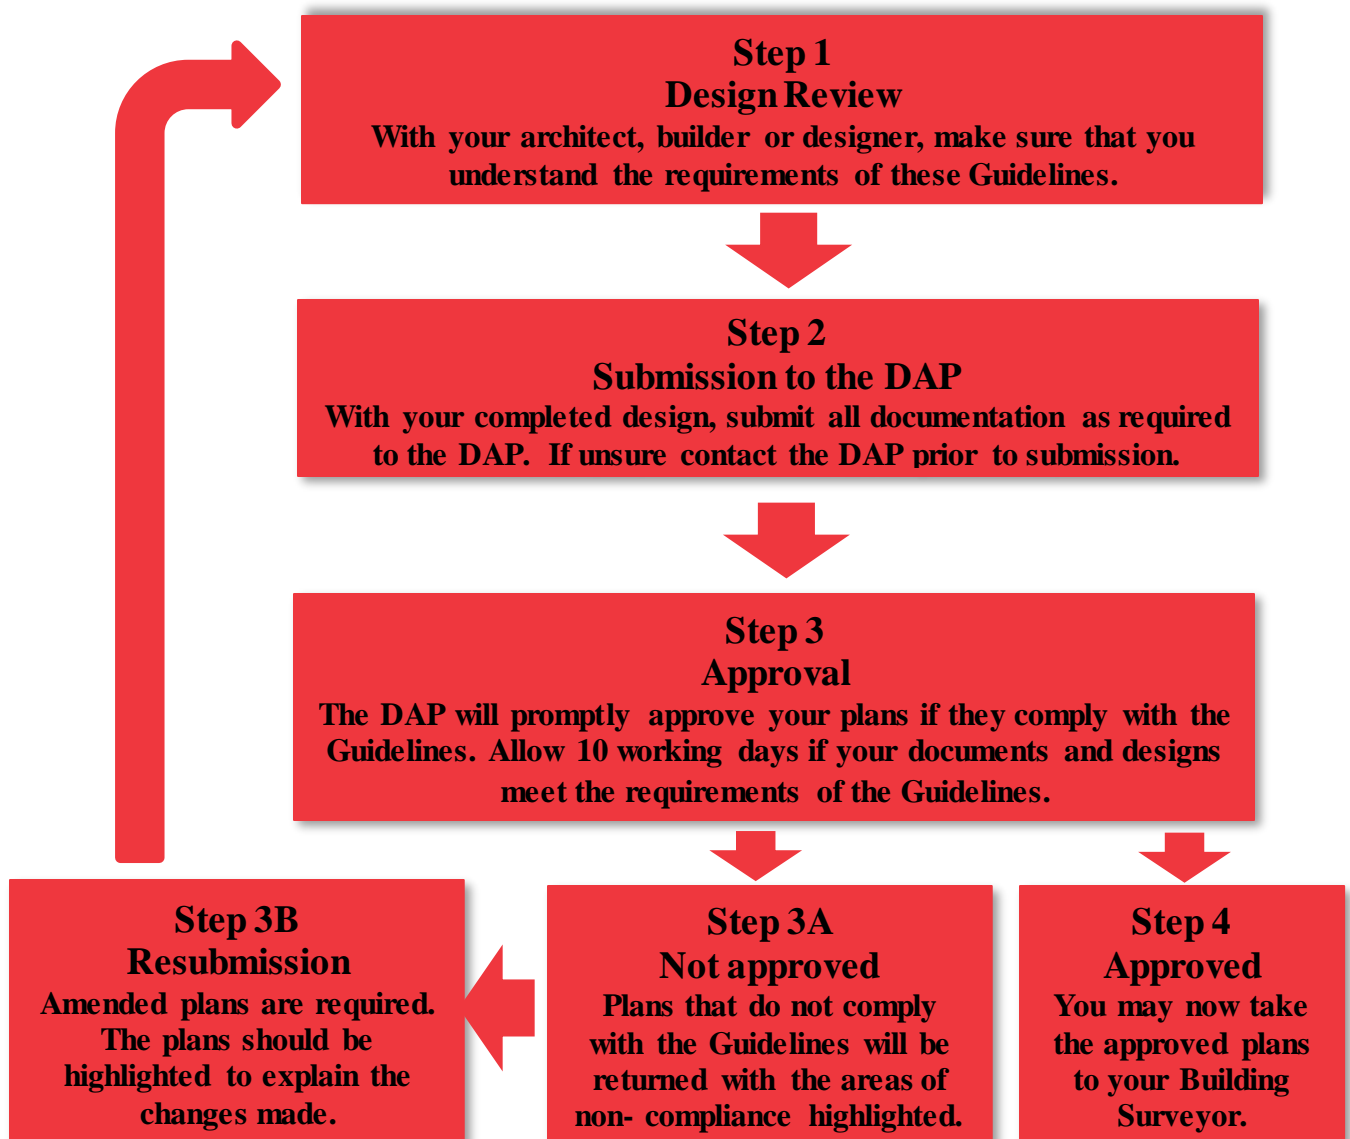 Step 1
Design Review
With your architect, builder or designer, make sure that you
understand the requirements of these Guidelines.
Step 2
Submission to the DAP
With your completed design, submit all documentation as required
to the DAP. If unsure contact the DAP prior to submission.
Step 3
Approval
The DAP will promptly approve your plans if they comply with the
Guidelines. Allow 10 working days if your documents and designs
meet the requirements of the Guidelines.
Step 3B
Resubmission
Amended plans are required.
The plans should be
highlighted to explain the
changes made.
Step 3A
Not approved
Plans that do not comply
with the Guidelines will be
returned with the areas of
non- compliance highlighted.
Step 4
Approved
You may now take
the approved plans
to your Building
Surveyor.